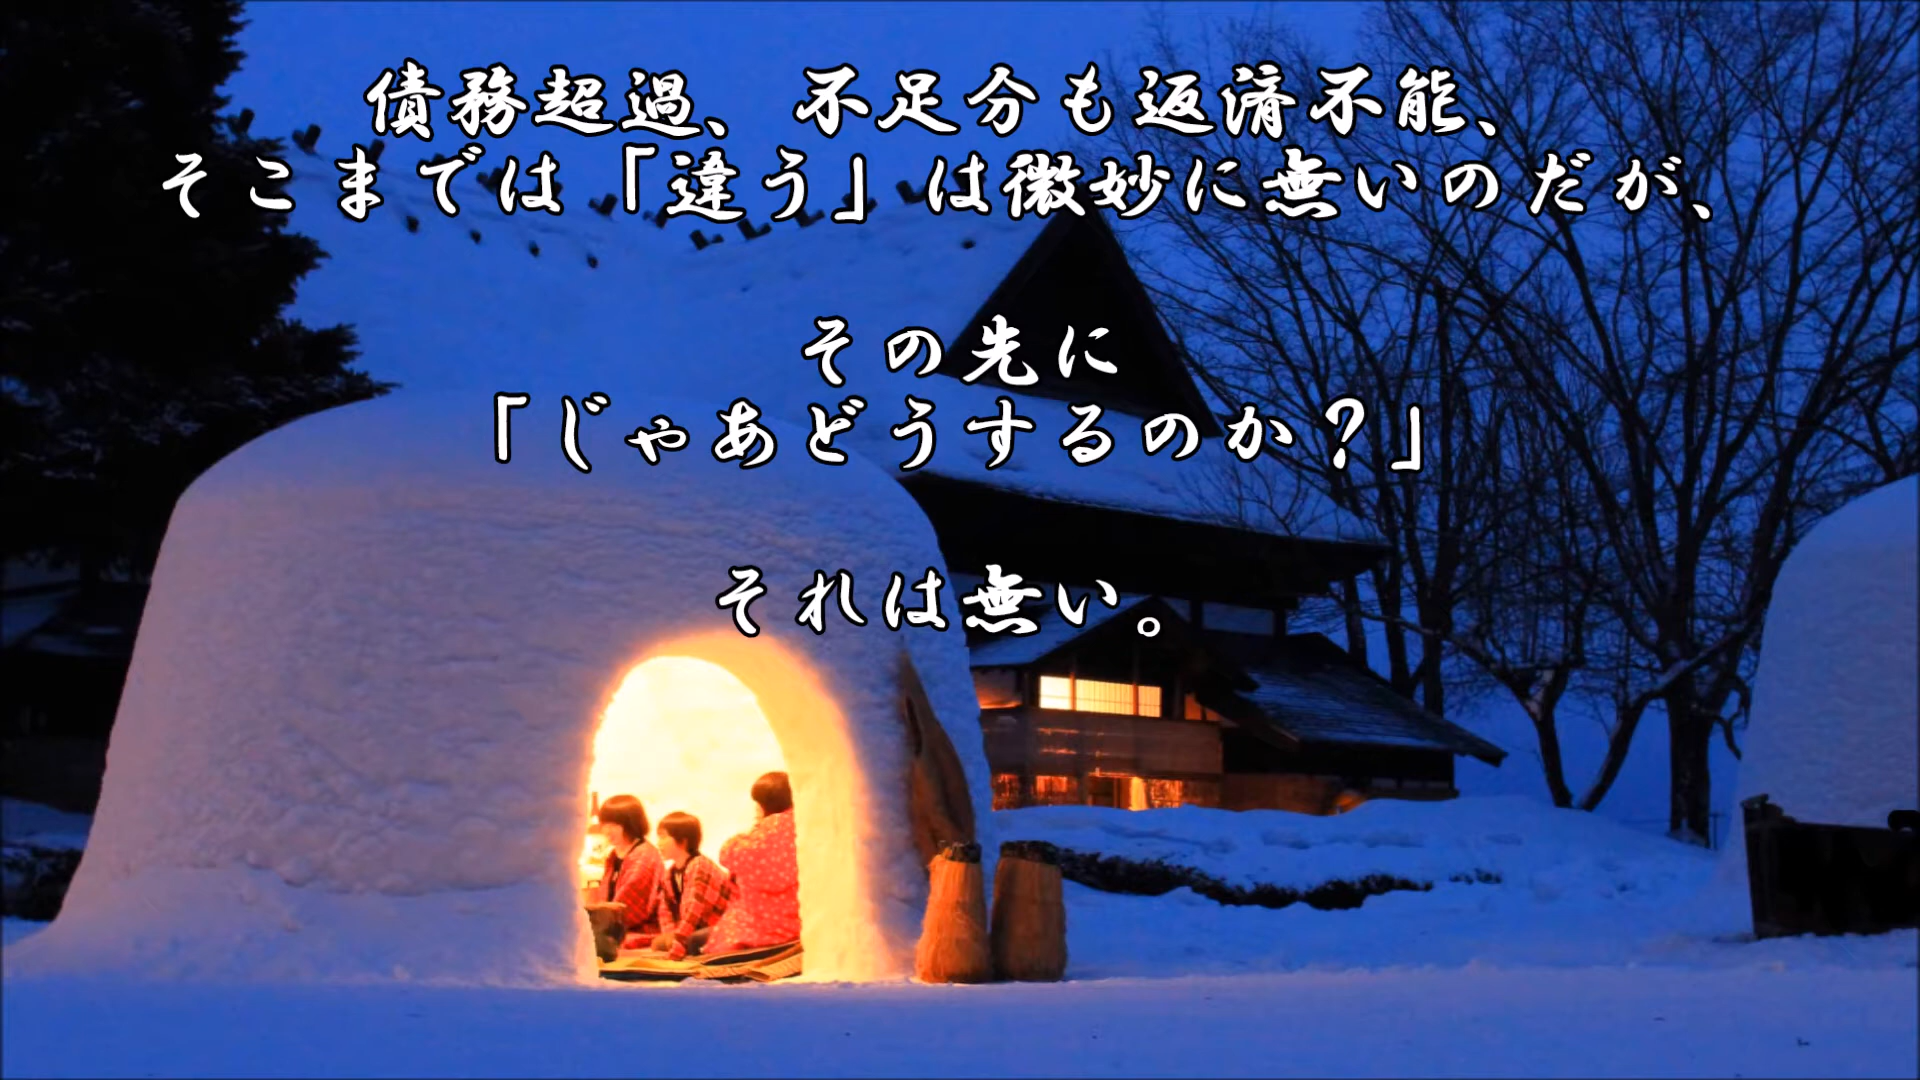 債務超過、不足分も返済不能、
そこまでは「違う」は微妙に無いのだが、
その先に
「じゃあどうするのか？」
それは無い。